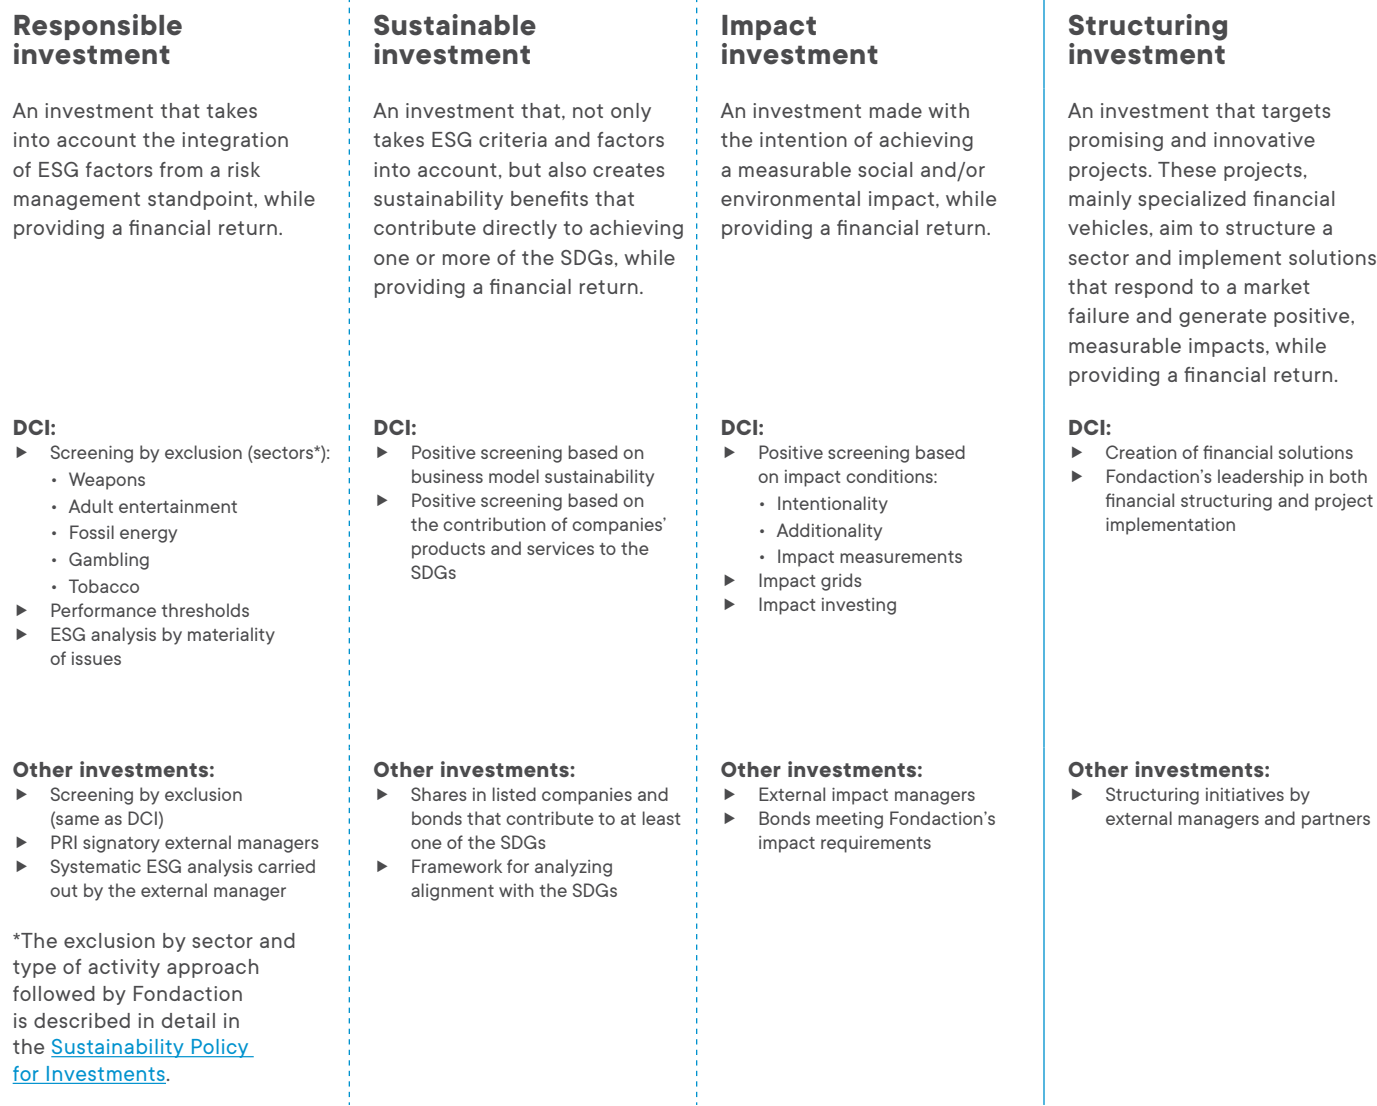 Responsible
investment
An investment that takes
into account the integration
of ESG factors from a risk
management standpoint, while
providing a financial return.
DCI:
▶ Screening by exclusion (sectors*):
• Weapons
• Adult entertainment
• Fossil energy
• Gambling
• Tobacco
▶ Performance thresholds
▶ ESG analysis by materiality
of issues
Other investments:
▶ Screening by exclusion
(same as DCI)
▶ PRI signatory external managers
▶ Systematic ESG analysis carried
out by the external manager
*The exclusion by sector and
type of activity approach
followed by Fondaction
is described in detail in
the Sustainability Policy
for Investments.
Sustainable
investment
An investment that, not only
takes ESG criteria and factors
into account, but also creates
sustainability benefits that
contribute directly to achieving
one or more of the SDGs, while
providing a financial return.
DCI:
▶ Positive screening based on
business model sustainability
▶ Positive screening based on
the contribution of companies’
products and services to the
SDGs
Other investments:
▶ Shares in listed companies and
bonds that contribute to at least
one of the SDGs
▶ Framework for analyzing
alignment with the SDGs
Impact
investment
An investment made with
the intention of achieving
a measurable social and/or
environmental impact, while
providing a financial return.
DCI:
▶ Positive screening based
on impact conditions:
• Intentionality
• Additionality
• Impact measurements
▶ Impact grids
▶ Impact investing
Other investments:
▶ External impact managers
▶ Bonds meeting Fondaction’s
impact requirements
Structuring
investment
An investment that targets
promising and innovative
projects. These projects,
mainly specialized financial
vehicles, aim to structure a
sector and implement solutions
that respond to a market
failure and generate positive,
measurable impacts, while
providing a financial return.
DCI:
▶ Creation of financial solutions
▶ Fondaction’s leadership in both
financial structuring and project
implementation
Other investments:
▶ Structuring initiatives by
external managers and partners